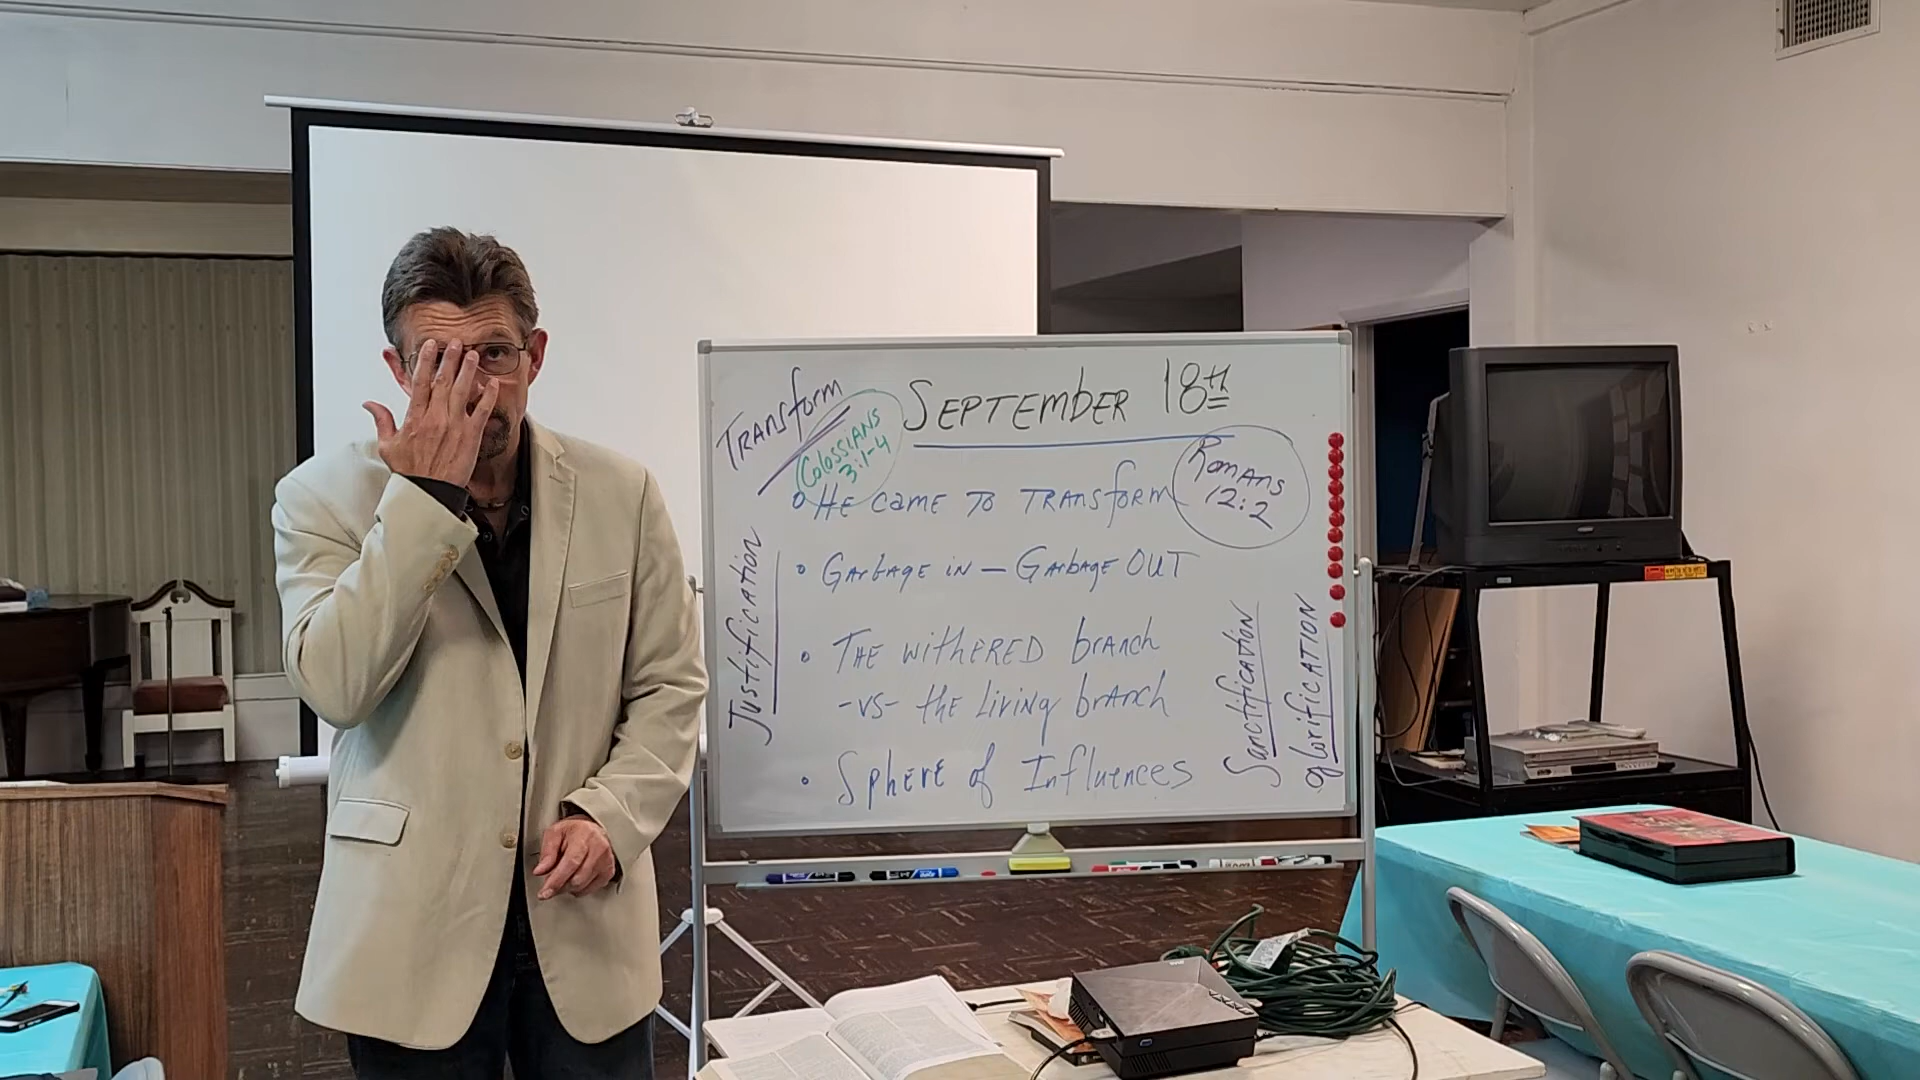 TRANSform
Colossians
3:1-4
September 18th
Romans
12:2
He came to TRANSform
Garbage in — Garbage OUT
The withered branch
-vs- the Living branch
Sphere of Influences
Justification
Sanctification
glorification